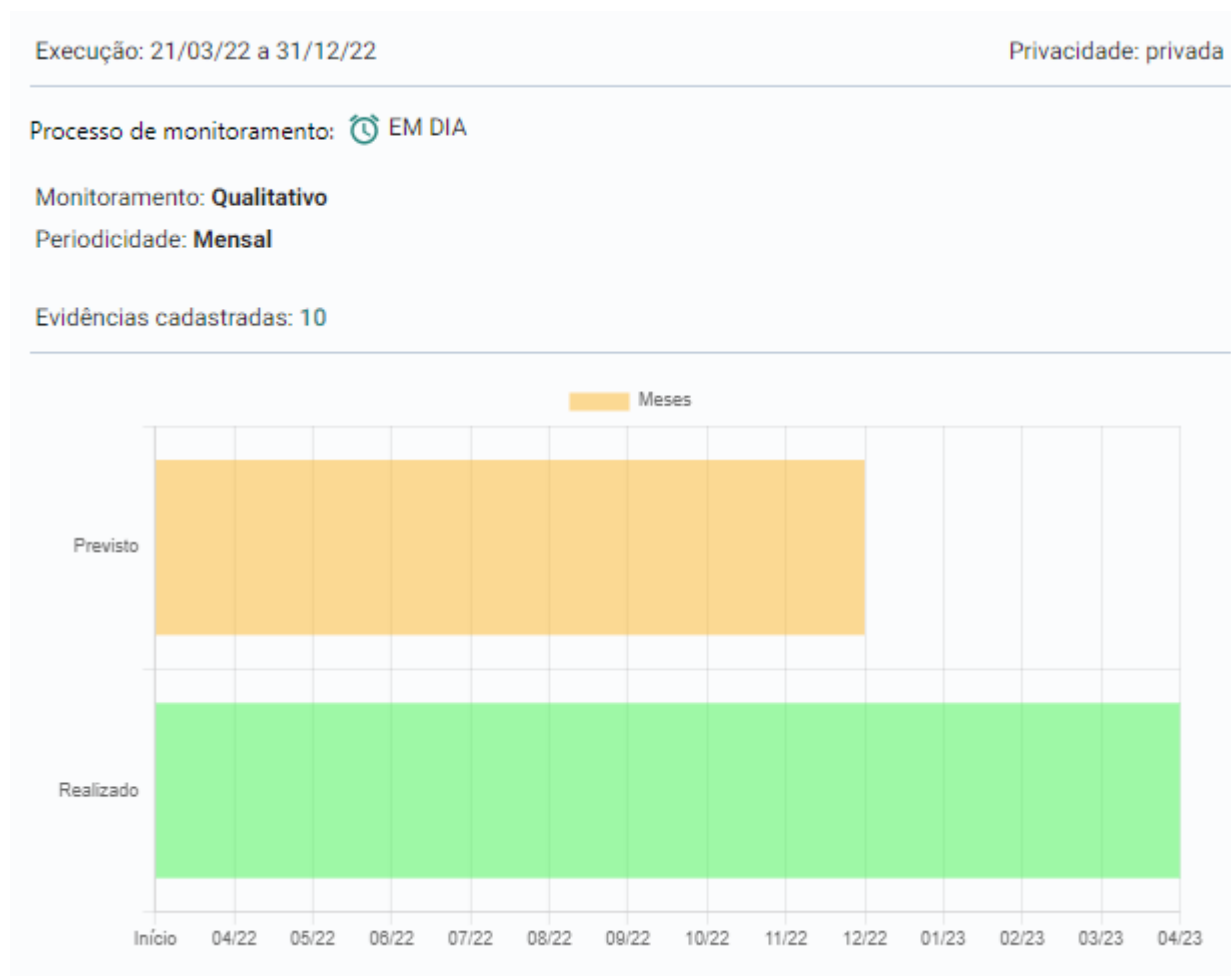 Execução: 21/03/22 a 31/12/22 Privacidade: privada
Processo de monitoramento: EM DIA
Monitoramento: Qualitativo
Periodicidade: Mensal
Evidências cadastradas: 10
Meses
Previsto
Realizado
Início 04/22 05/22 06/22 07/22 08/22 09/22 10/22 11/22 12/22 01/23 02/23 03/23 04/23